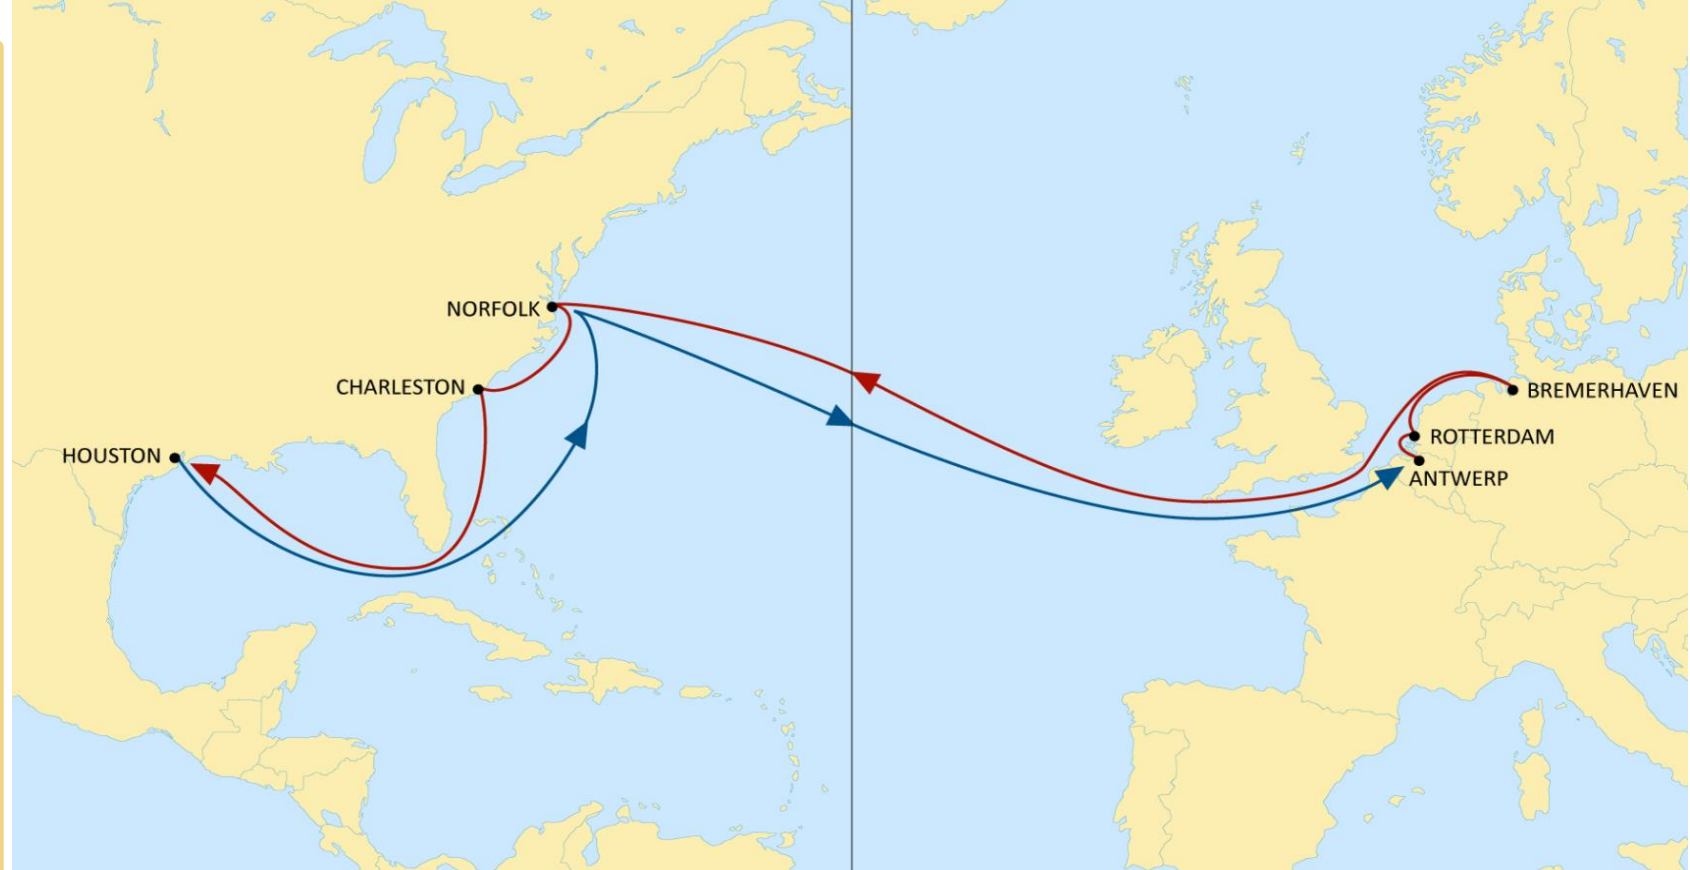 NORFOLK
CHARLESTON
HOUSTON
BREMERHAVEN
ROTTERDAM
ANTWERP